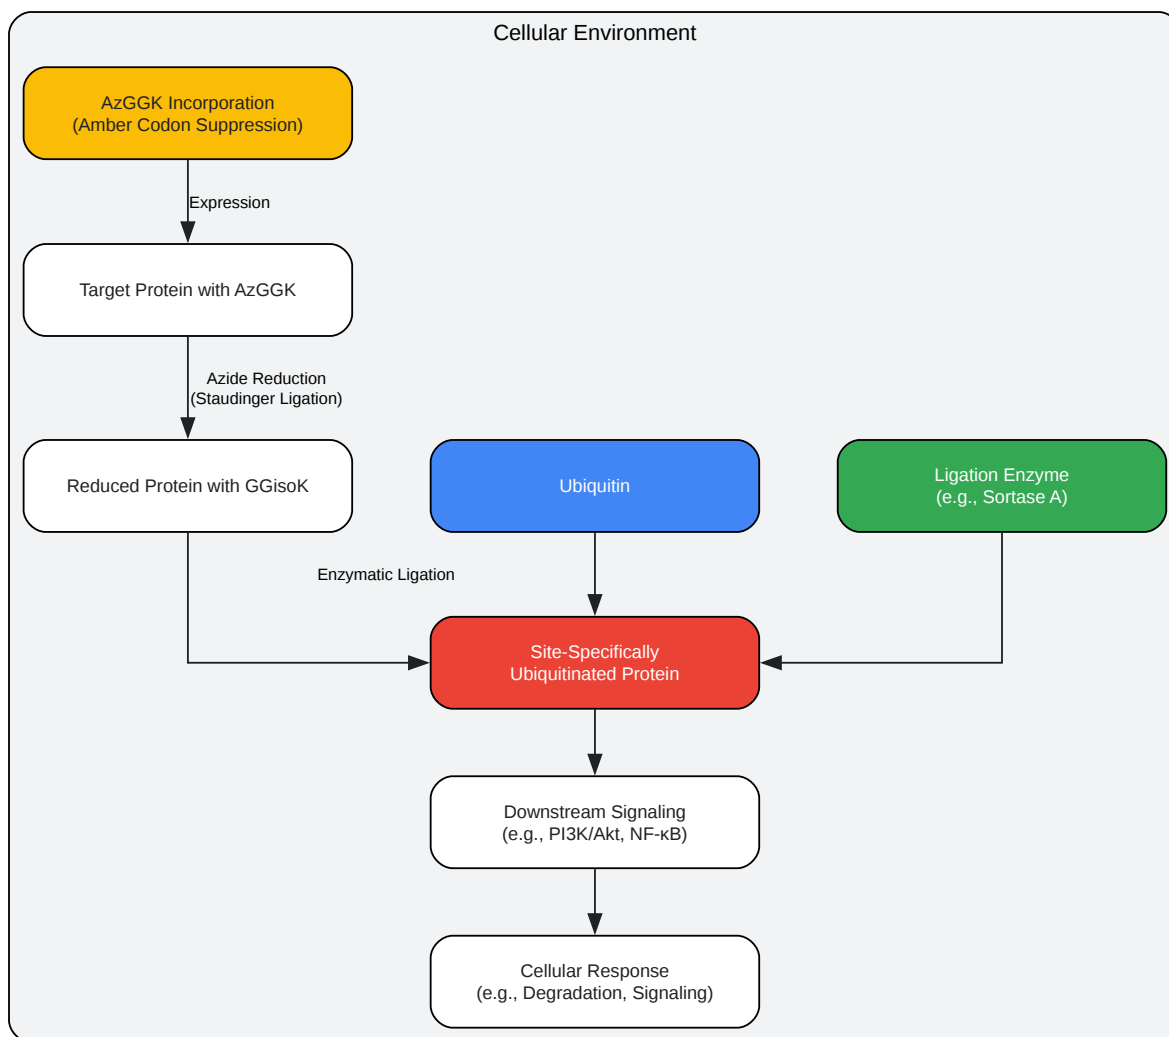 Cellular Environment
AzGGK Incorporation
(Amber Codon Suppression)
Expression
Target Protein with AzGGK
Azide Reduction
(Staudinger Ligation)
Reduced Protein with GGisoK
Ubiquitin
Ligation Enzyme
(e.g., Sortase A)
Enzymatic Ligation
Site-Specifically
Ubiquitinated Protein
Downstream Signaling
(e.g., PI3K/Akt, NF-κB)
Cellular Response
(e.g., Degradation, Signaling)